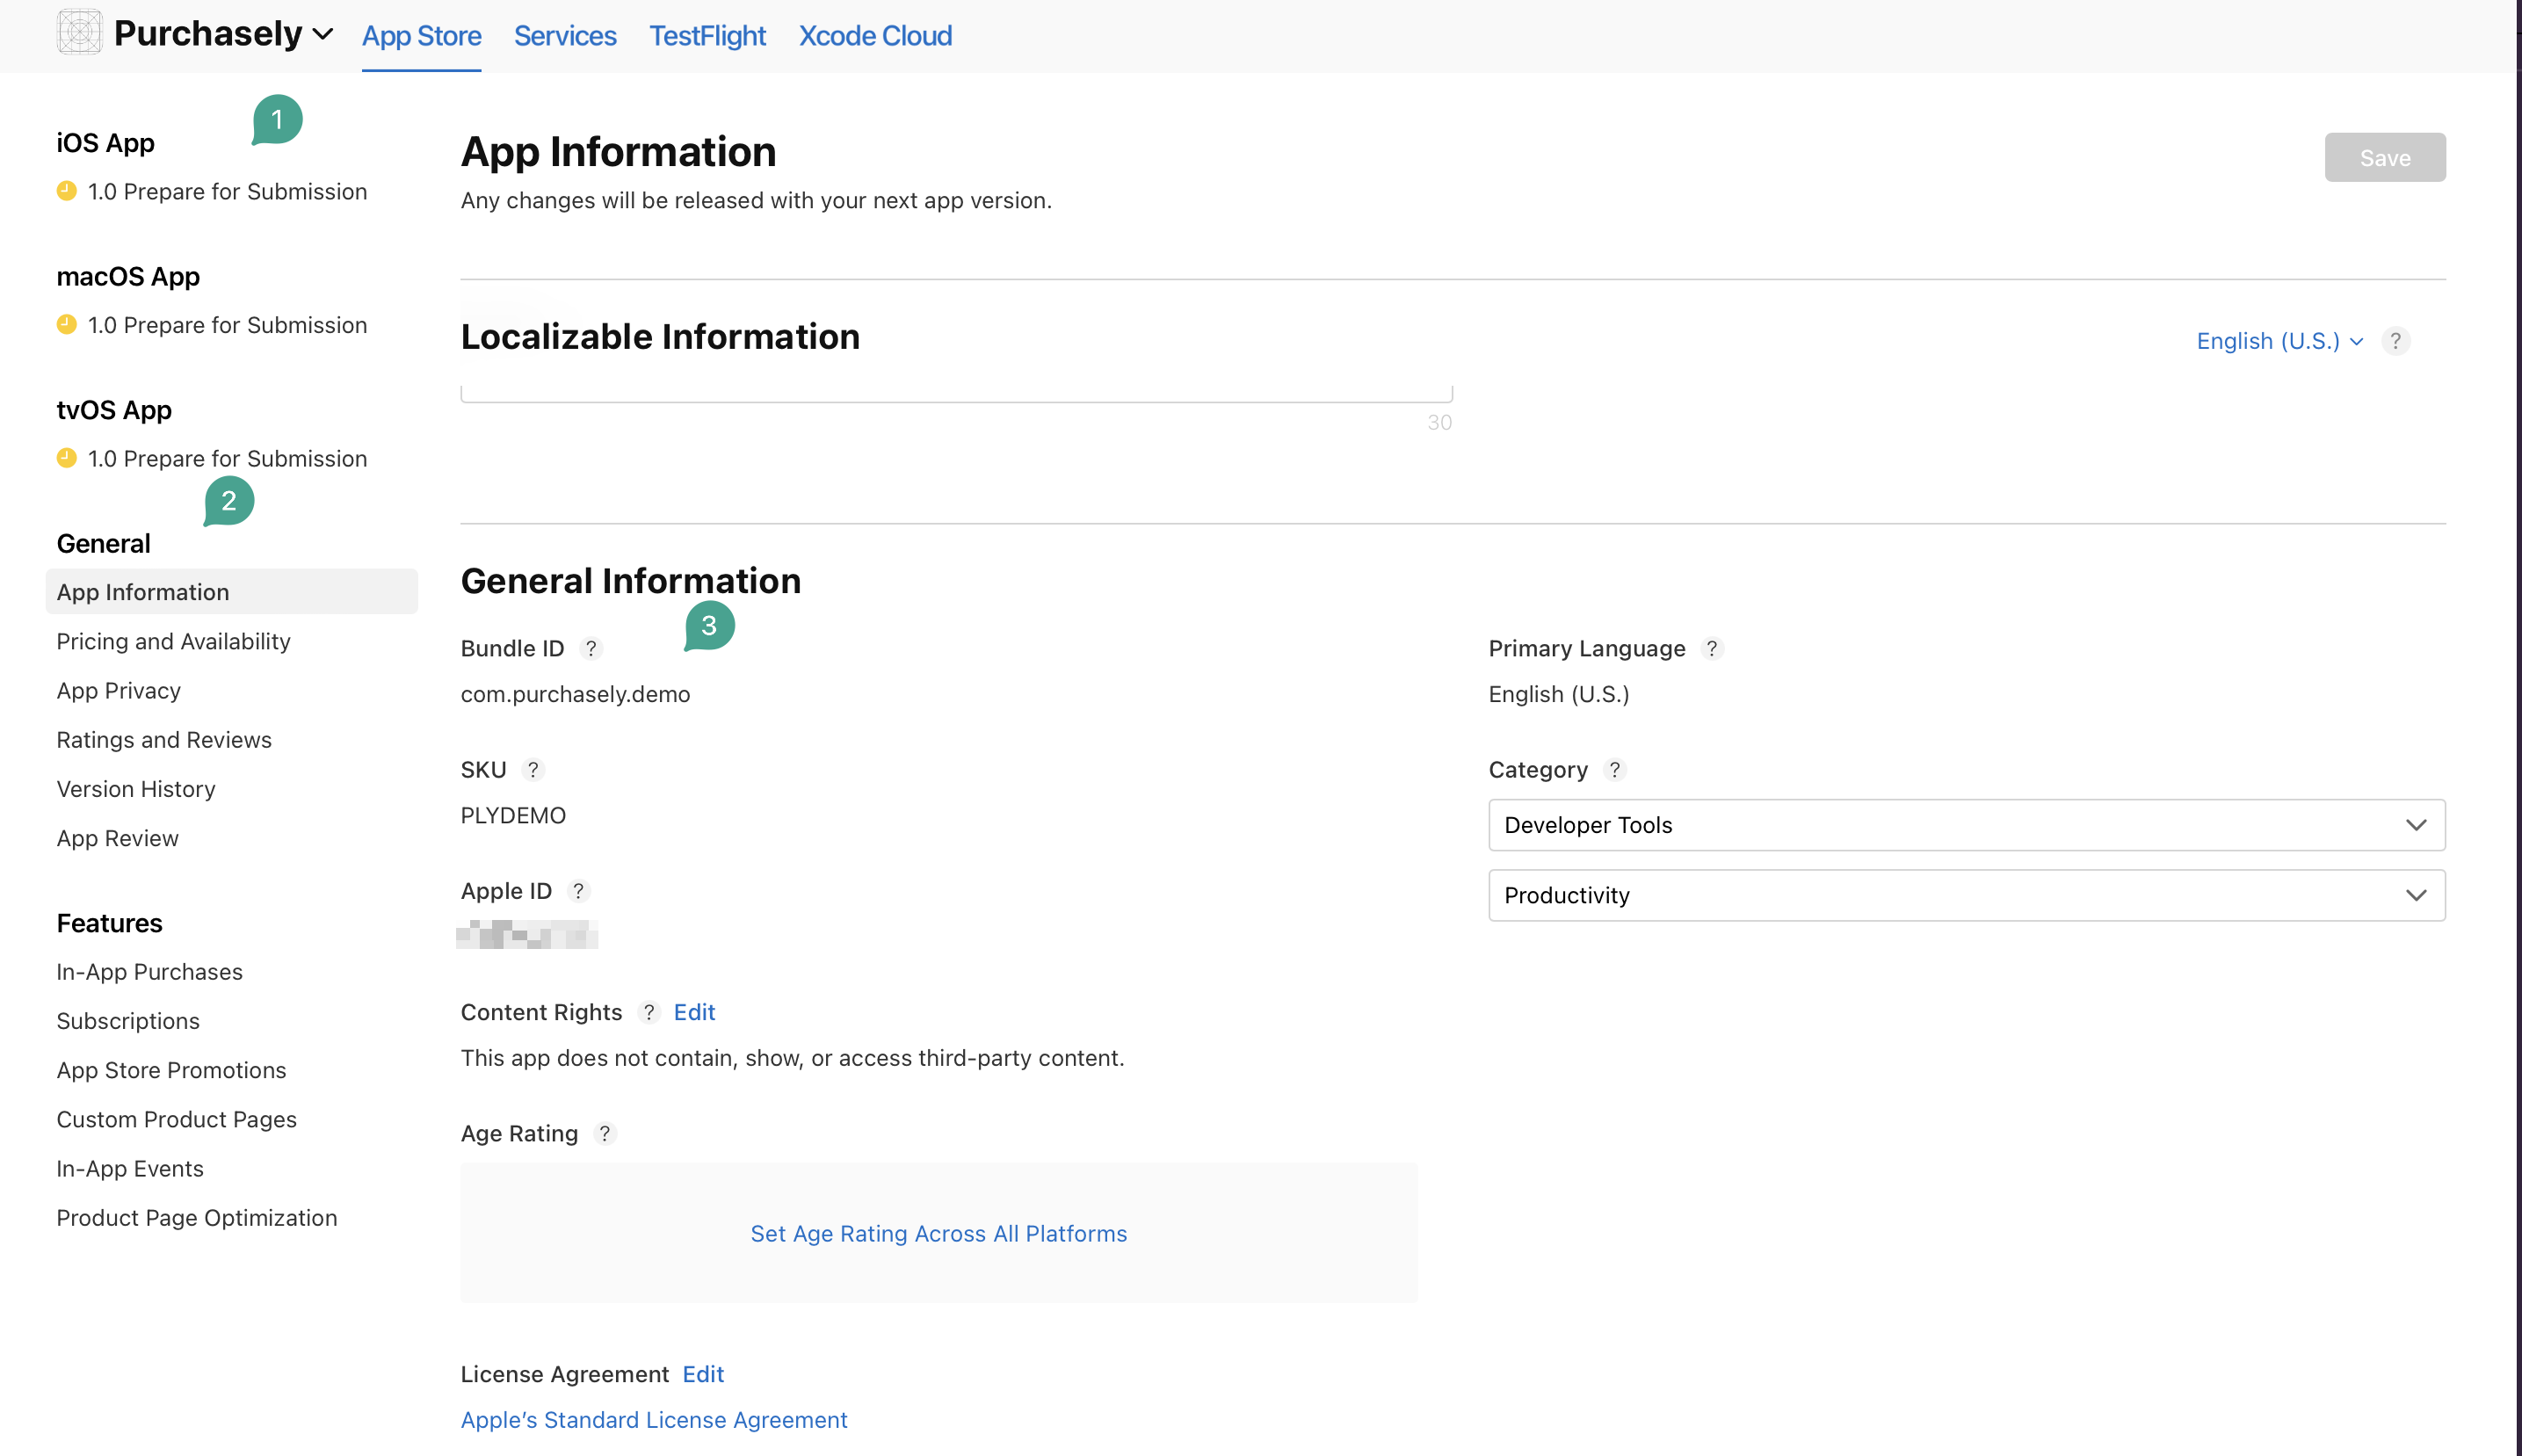 Purchasely
App Store
Services
TestFlight
Xcode Cloud
1
iOS App
1.0 Prepare for Submission
macOS App
1.0 Prepare for Submission
tvOS App
1.0 Prepare for Submission
2
General
App Information
Pricing and Availability
App Privacy
Ratings and Reviews
Version History
App Review
Features
In-App Purchases
Subscriptions
App Store Promotions
Custom Product Pages
In-App Events
Product Page Optimization
App Information
Save
Any changes will be released with your next app version.
Localizable Information
English (U.S.) ?
30
General Information
3
Bundle ID ?
com.purchasely.demo
SKU ?
PLYDEMO
Apple ID ?
Content Rights ? Edit
This app does not contain, show, or access third-party content.
Age Rating ?
Set Age Rating Across All Platforms
License Agreement Edit
Apple’s Standard License Agreement
Primary Language ?
English (U.S.)
Category ?
Developer Tools
Productivity